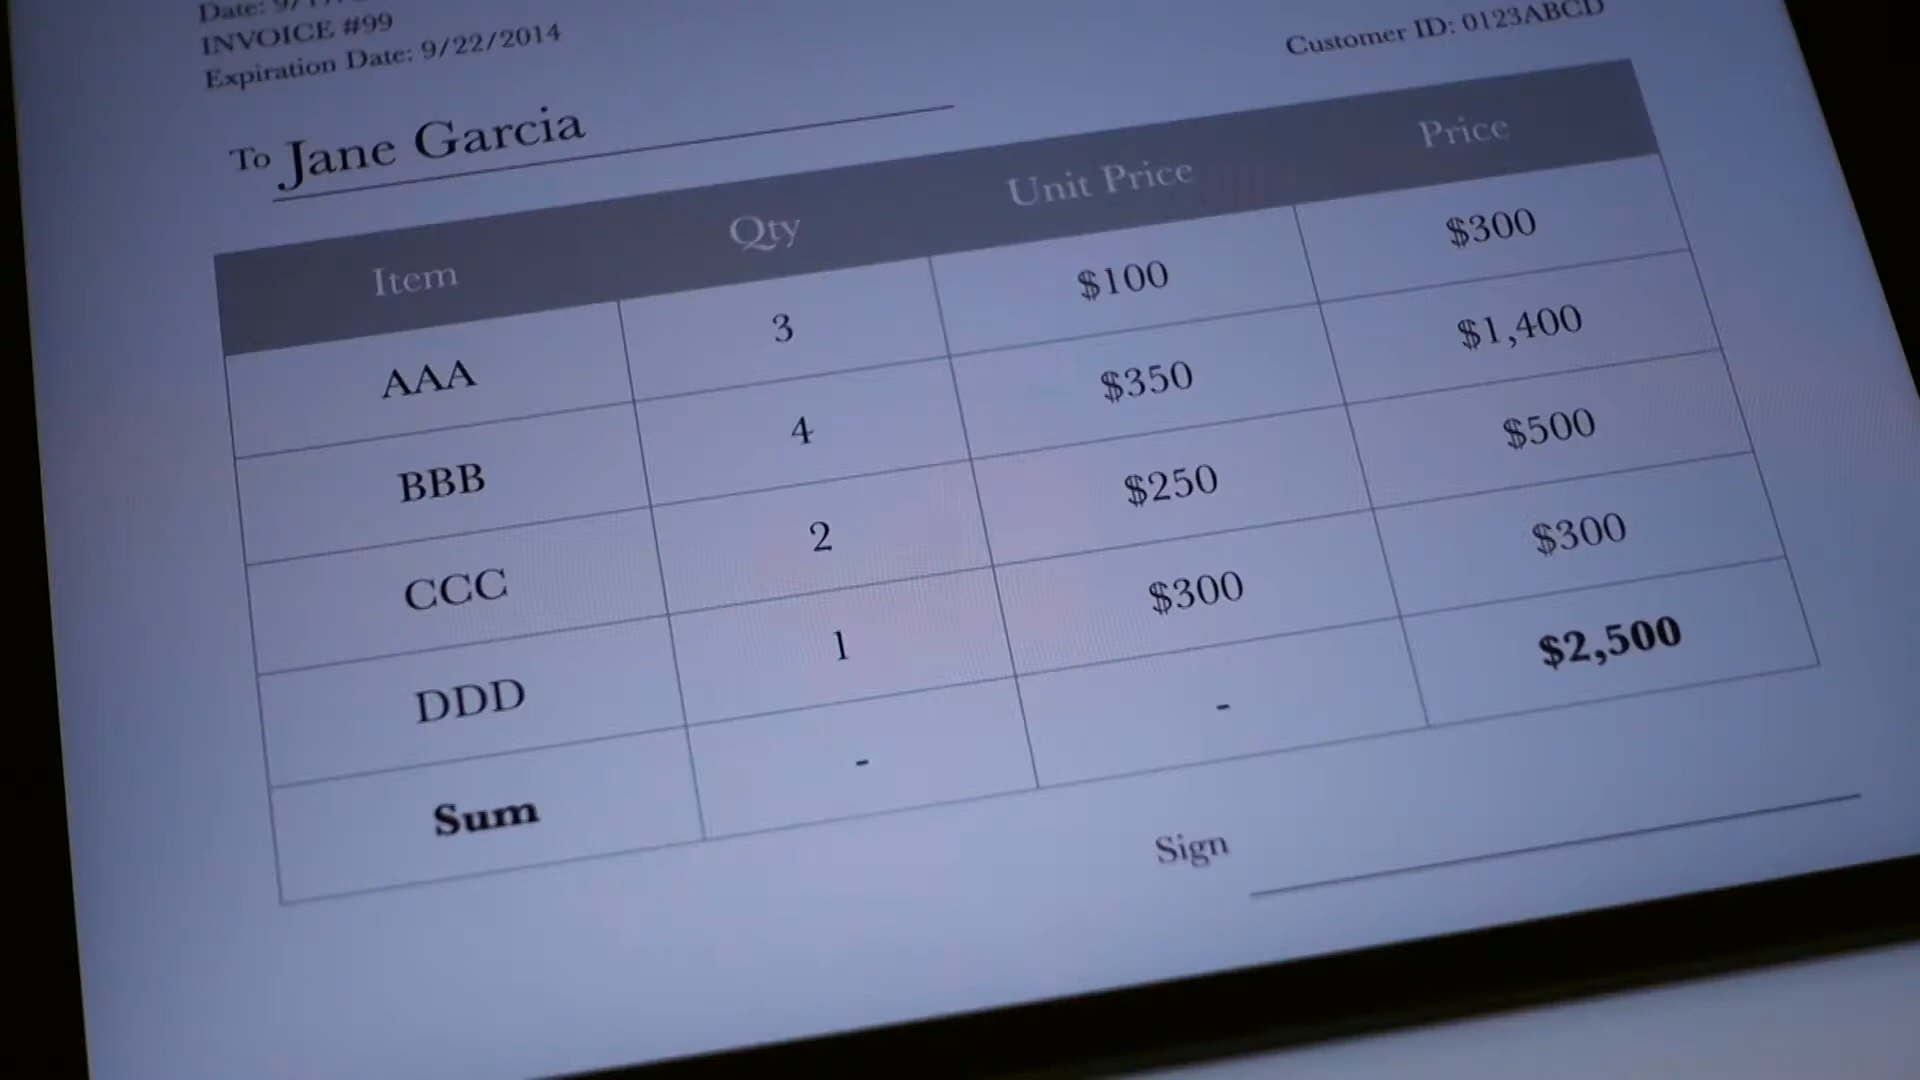 Date:
INVOICE #99
Expiration Date: 9/22/2014
Customer ID: 0123ABCD
To Jane Garcia
Item Qty Unit Price Price
AAA 3 $100 $300
BBB 4 $350 $1,400
CCC 2 $250 $500
DDD 1 $300 $300
Sum - - $2,500
Sign